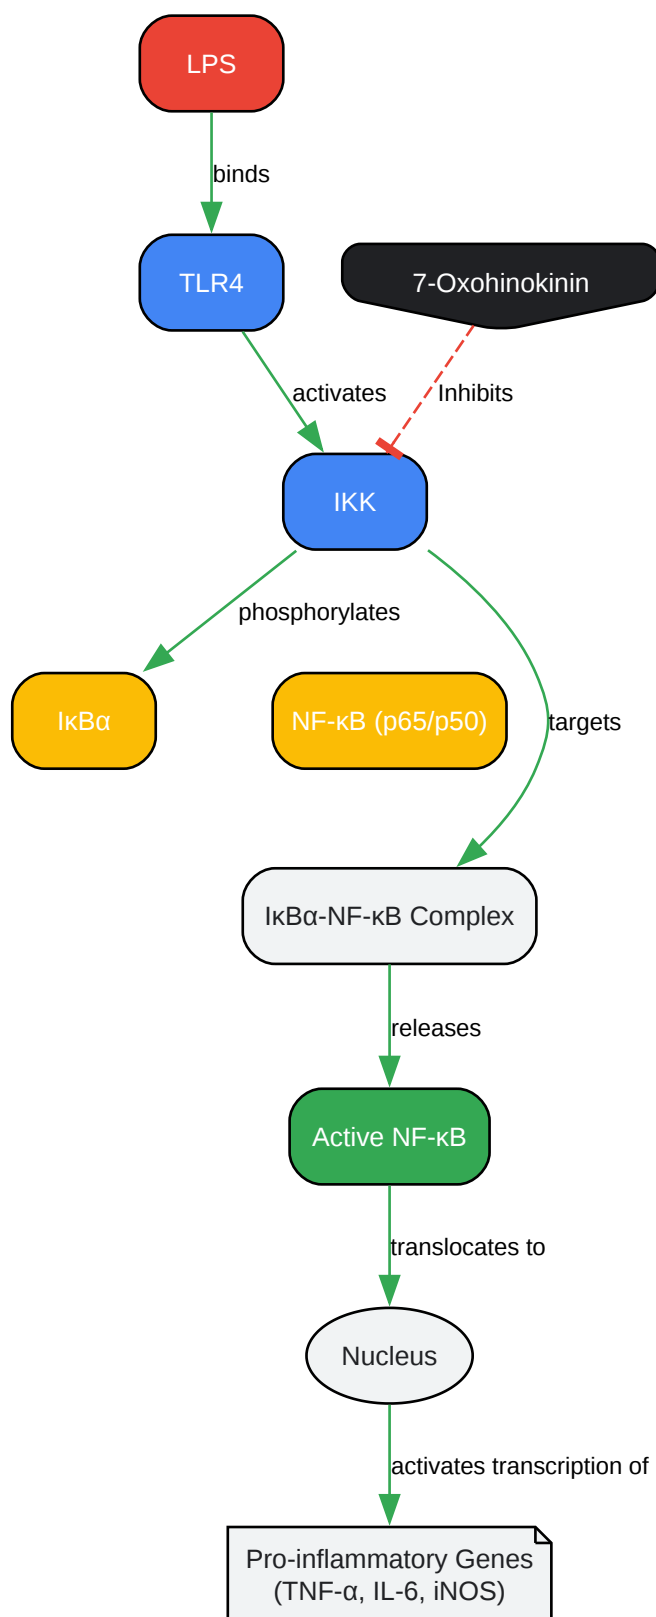 LPS
binds
TLR4
7-Oxohinokinin
activates
Inhibits
IKK
phosphorylates
IκBα
NF-κB (p65/p50)
targets
IκBα-NF-κB Complex
releases
Active NF-κB
translocates to
Nucleus
activates transcription of
Pro-inflammatory Genes
(TNF-α, IL-6, iNOS)